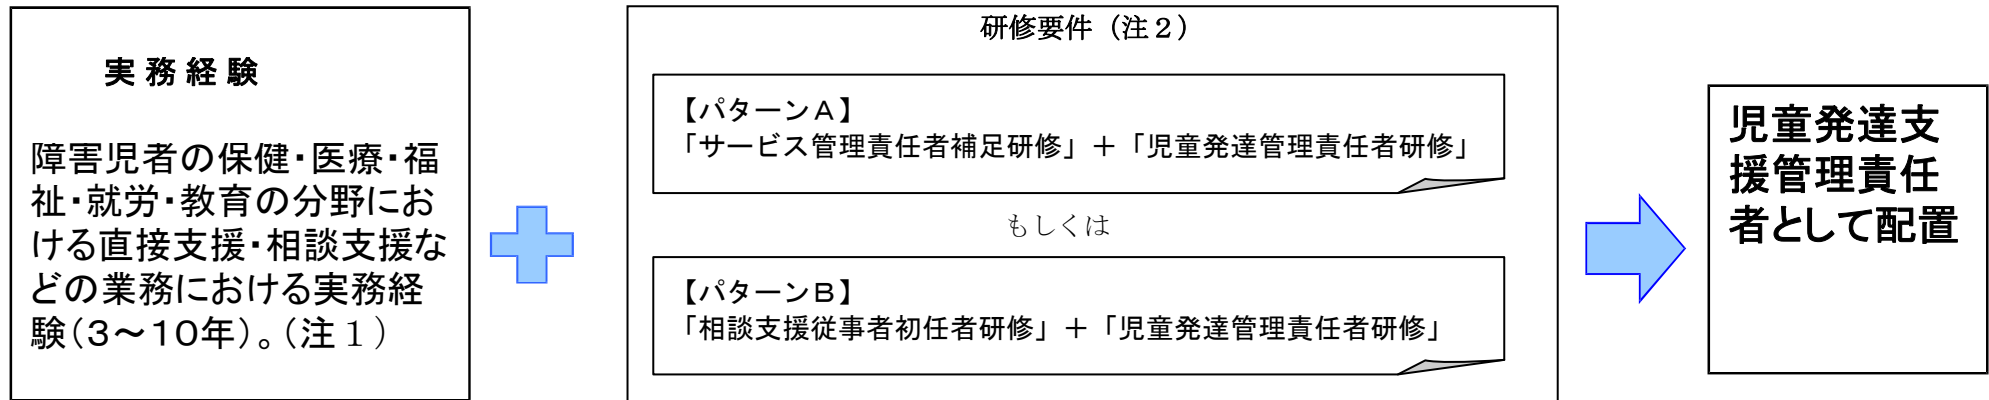 実務経験
障害児者の保健・医療・福
祉・就労・教育の分野にお
ける直接支援・相談支援な
どの業務における実務経
験(3~10年)。(注１)
研修要件（注２）
【パターンＡ】
「サービス管理責任者補足研修」＋「児童発達管理責任者研修」
もしくは
【パターンＢ】
「相談支援従事者初任者研修」＋「児童発達管理責任者研修」
児童発達支
援管理責任
者として配置